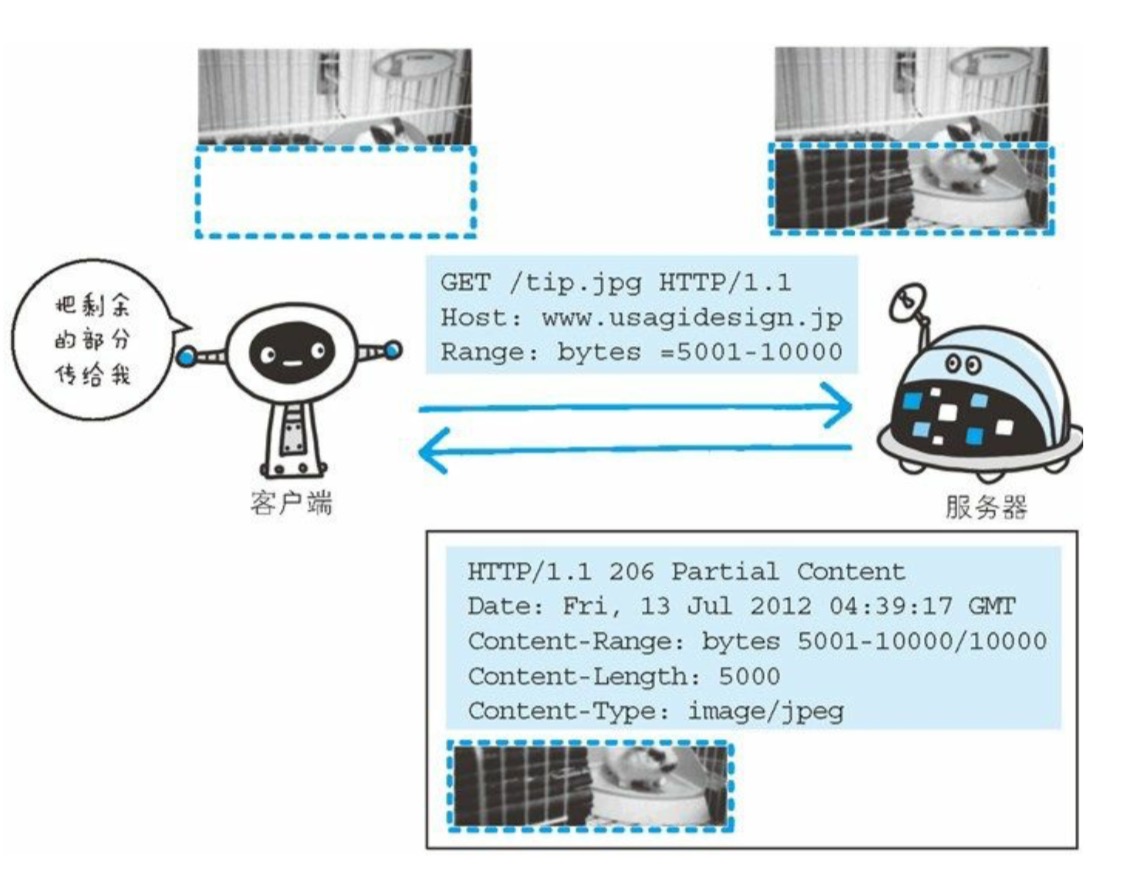 把剩余
的部分
传给我
GET /tip.jpg HTTP/1.1
Host: www.usagidesign.jp
Range: bytes =5001-10000
客户端
服务器
HTTP/1.1 206 Partial Content
Date: Fri, 13 Jul 2012 04:39:17 GMT
Content-Range: bytes 5001-10000/10000
Content-Length: 5000
Content-Type: image/jpeg